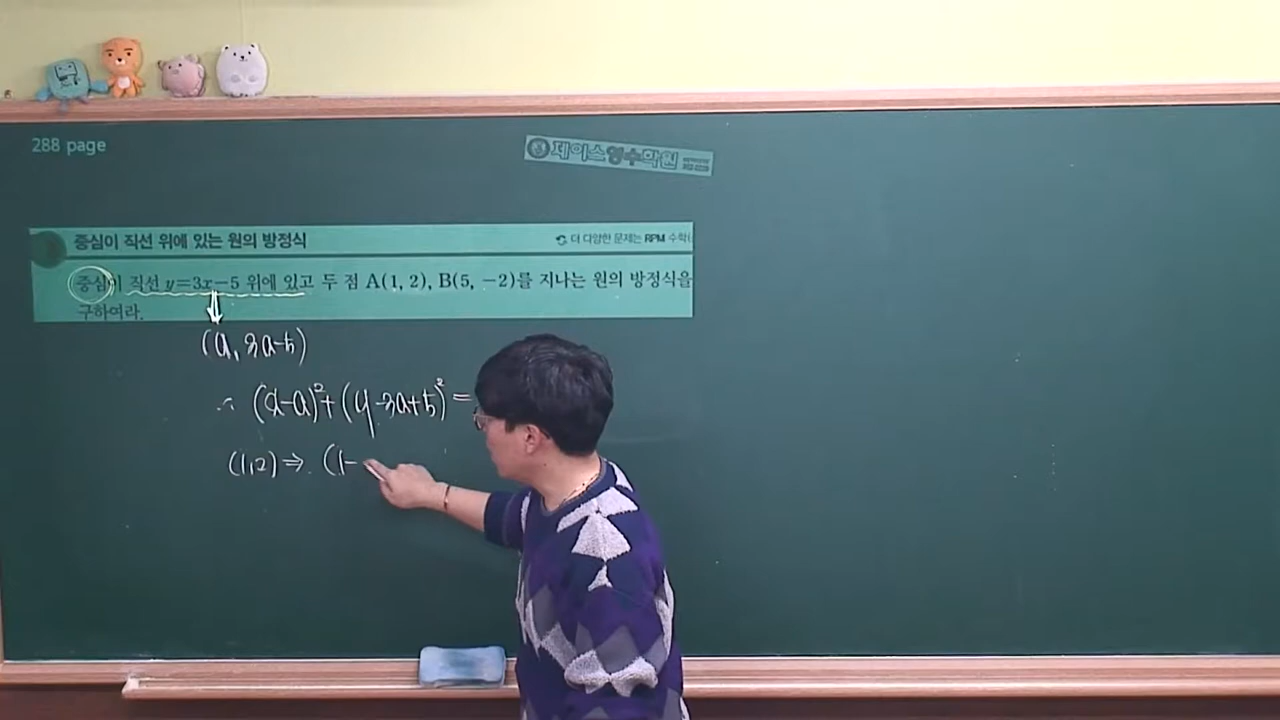 288 page
제이스영수학원
중심이 직선 위에 있는 원의 방정식
더 다양한 문제는 RPM 수학
중심이 직선 y=3x-5 위에 있고 두 점 A(1, 2), B(5, -2)를 지나는 원의 방정식을
구하여라.
(a, 3a-5)
∴ (x-a)²+(y-3a+5)²=
(1,2)⇒ (1-